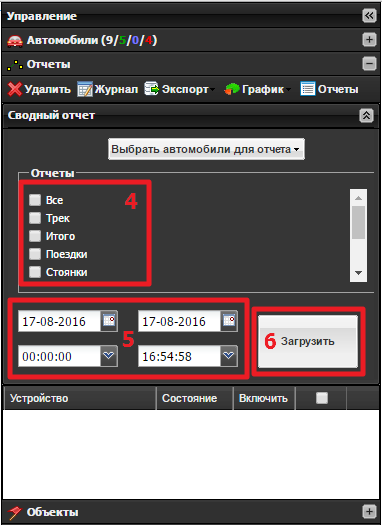 Управление
Автомобили (9/5/0/4)
Отчеты
Удалить Журнал Экспорт График Отчеты
Сводный отчет
Выбрать автомобили для отчета
Отчеты
Все 4
Трек
Итого
Поездки
Стоянки
17-08-2016 17-08-2016
5 6 Загрузить
00:00:00 16:54:58
Устройство Состояние Включить
Объекты